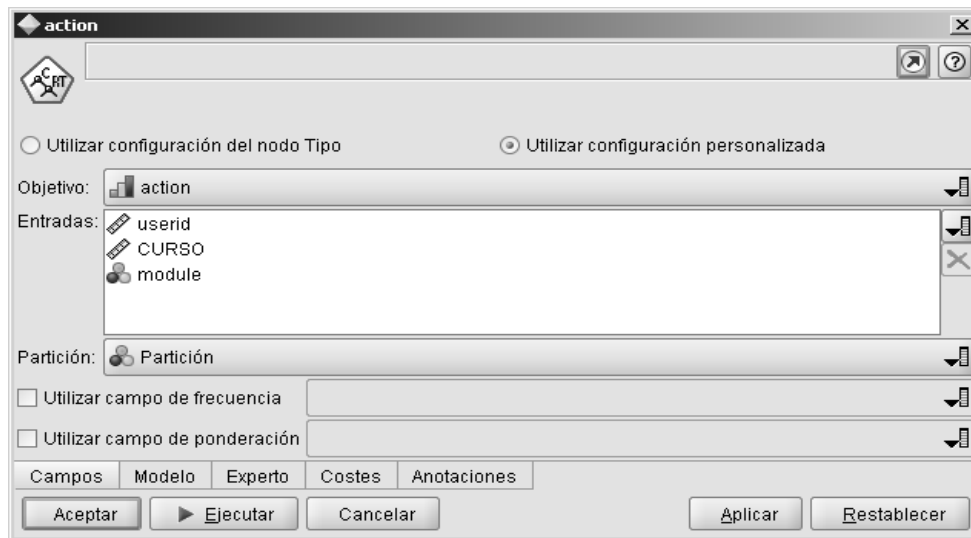 action
C&RT
Utilizar configuración del nodo Tipo
Utilizar configuración personalizada
Objetivo: action
Entradas: userid
CURSO
module
Partición: Partición
Utilizar campo de frecuencia
Utilizar campo de ponderación
Campos Modelo Experto Costes Anotaciones
Aceptar Ejecutar Cancelar Aplicar Restablecer